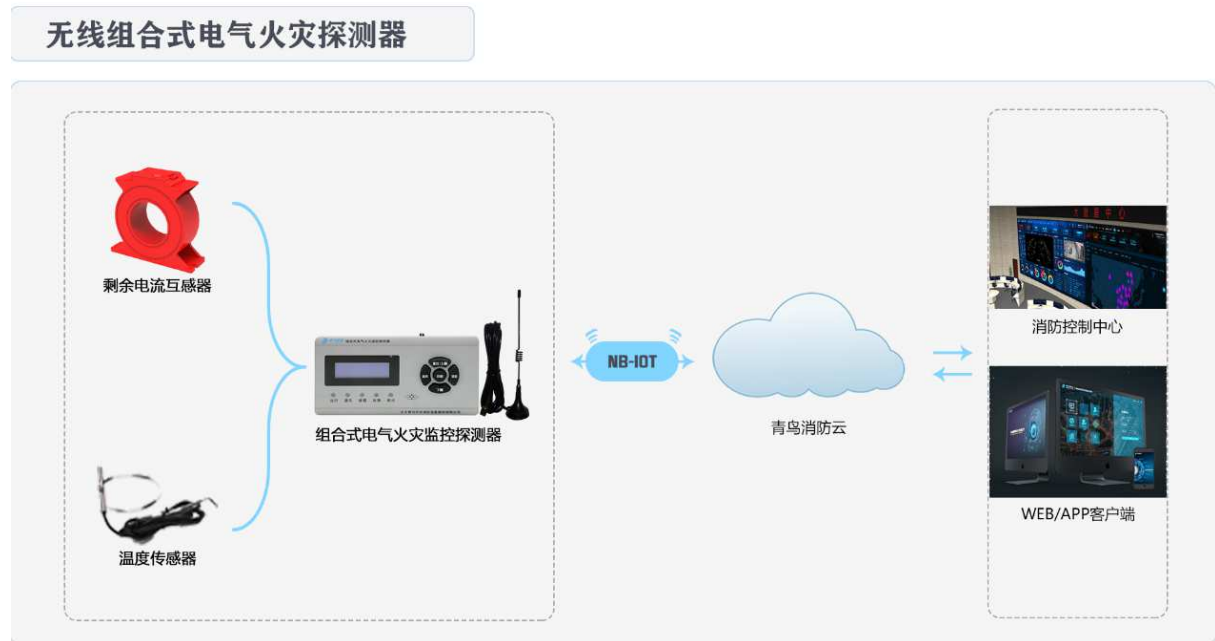 无线组合式电气火灾探测器
剩余电流互感器
组合式电气火灾监控探测器
温度传感器
NB-IOT
青鸟消防云
消防控制中心
WEB/APP客户端